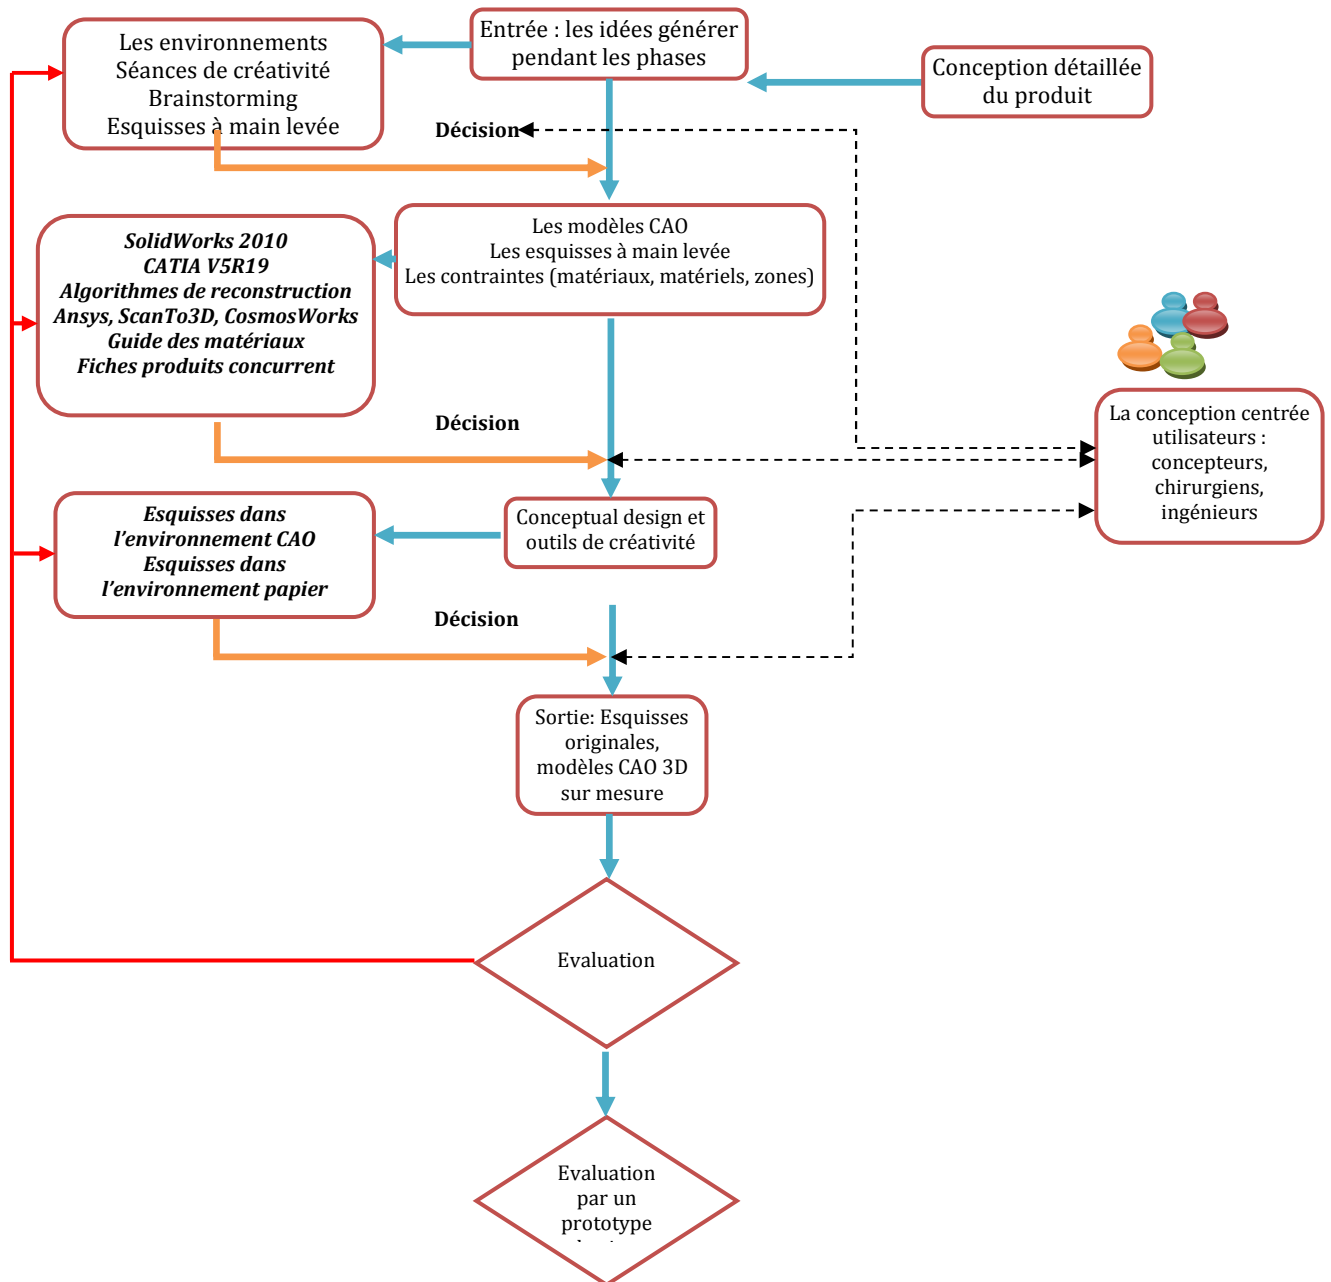 Les environnements
Séances de créativité
Brainstorming
Esquisses à main levée
Entrée : les idées générer
pendant les phases
Conception détaillée
du produit
Décision
Les modèles CAO
Les esquisses à main levée
Les contraintes (matériaux, matériels, zones)
SolidWorks 2010
CATIA V5R19
Algorithmes de reconstruction
Ansys, ScanTo3D, CosmosWorks
Guide des matériaux
Fiches produits concurrent
Décision
La conception centrée
utilisateurs :
concepteurs,
chirurgiens,
ingénieurs
Conceptual design et
outils de créativité
Esquisses dans
l'environnement CAO
Esquisses dans
l'environnement papier
Décision
Sortie: Esquisses
originales,
modèles CAO 3D
sur mesure
Evaluation
Evaluation
par un
prototype